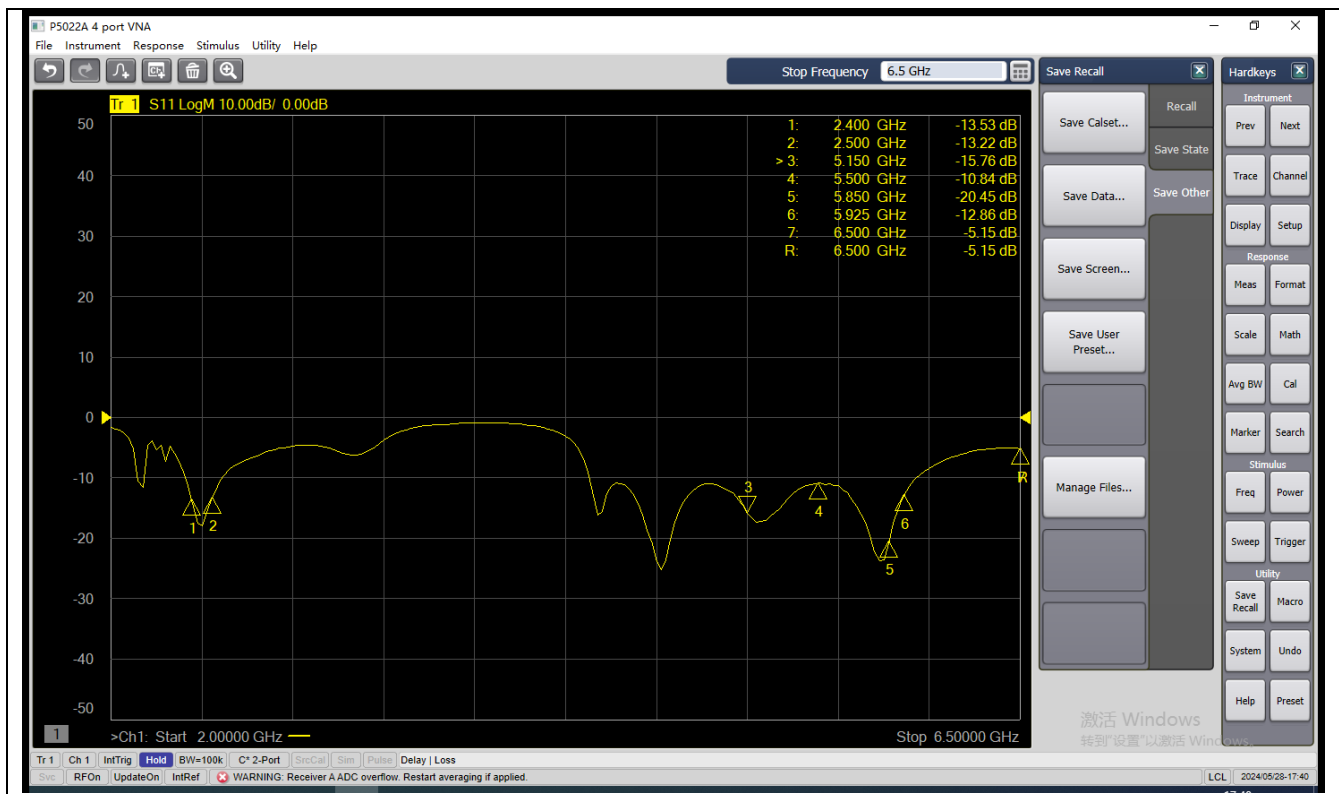 P5022A 4 port VNA
File Instrument Response Stimulus Utility Help
Stop Frequency 6.5 GHz
Tr 1 S11 LogM 10.00dB/ 0.00dB
1: 2.400 GHz -13.53 dB
2: 2.500 GHz -13.22 dB
> 3: 5.150 GHz -15.76 dB
4: 5.500 GHz -10.84 dB
5: 5.850 GHz -20.45 dB
6: 5.925 GHz -12.86 dB
7: 6.500 GHz -5.15 dB
R: 6.500 GHz -5.15 dB
50
40
30
20
10
0
-10
-20
-30
-40
-50
1
2
3
4
5
6
R
1 >Ch1: Start 2.00000 GHz Stop 6.50000 GHz
Save Recall
Save Calset...
Save Data...
Save Screen...
Save User Preset...
Manage Files...
Recall
Save State
Save Other
Hardkeys
Instrument
Prev Next
Trace Channel
Display Setup
Response
Meas Format
Scale Math
Avg BW Cal
Marker Search
Stimulus
Freq Power
Sweep Trigger
Utility
Save Recall Macro
System Undo
Help Preset
激活 Windows
转到"设置"以激活 Windows。
Tr 1 Ch 1 IntTrig Hold BW=100k C* 2-Port SrcCal Sim Pulse Delay | Loss
Svc RFOn UpdateOn IntRef WARNING: Receiver A ADC overflow. Restart averaging if applied. LCL 2024/05/28-17:40